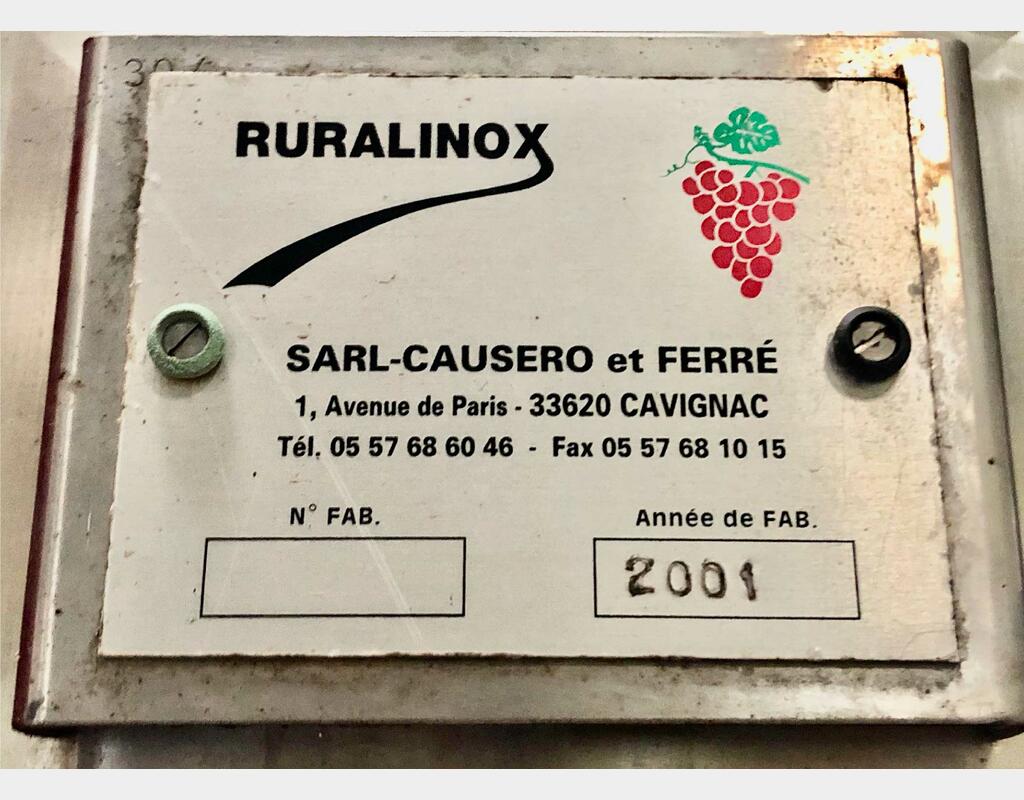 RURALINOX
SARL-CAUSERO et FERRÉ
1, Avenue de Paris - 33620 CAVIGNAC
Tél. 05 57 68 60 46 - Fax 05 57 68 10 15
N° FAB.
Année de FAB.
2001